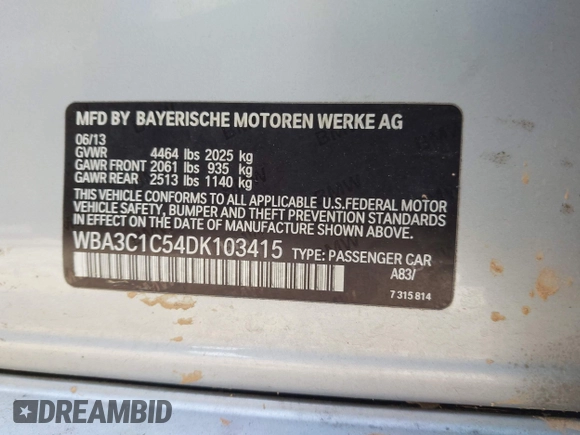 MFD BY BAYERISCHE MOTOREN WERKE AG
06/13
GVWR 4464 lbs 2025 kg
GAWR FRONT 2061 lbs 935 kg
GAWR REAR 2513 lbs 1140 kg
THIS VEHICLE CONFORMS TO ALL APPLICABLE U.S.FEDERAL MOTOR
VEHICLE SAFETY, BUMPER AND THEFT PREVENTION STANDARDS
IN EFFECT ON THE DATE OF MANUFACTURE SHOWN ABOVE.
WBA3C1C54DK103415 TYPE: PASSENGER CAR
A83/
7 315 814
DREAMBID